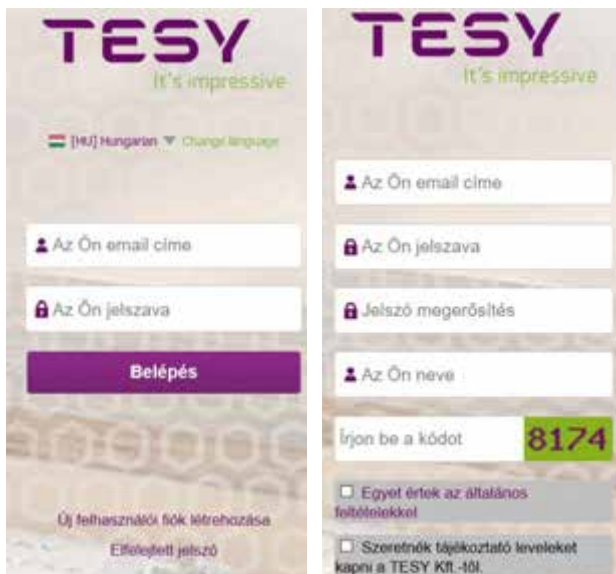 TESY
It's impressive
[HU] Hungarian Change language
Az Ön email címe
Az Ön jelszava
Belépés
Új felhasználói fiók létrehozása
Elfelejtett jelszó
TESY
It's impressive
Az Ön email címe
Az Ön jelszava
Jelszó megerősítés
Az Ön neve
Írjon be a kódot 8174
Egyet értek az általános
feltételekkel
Szeretnék tájékoztató leveleket
kapni a TESY Kft.-től.